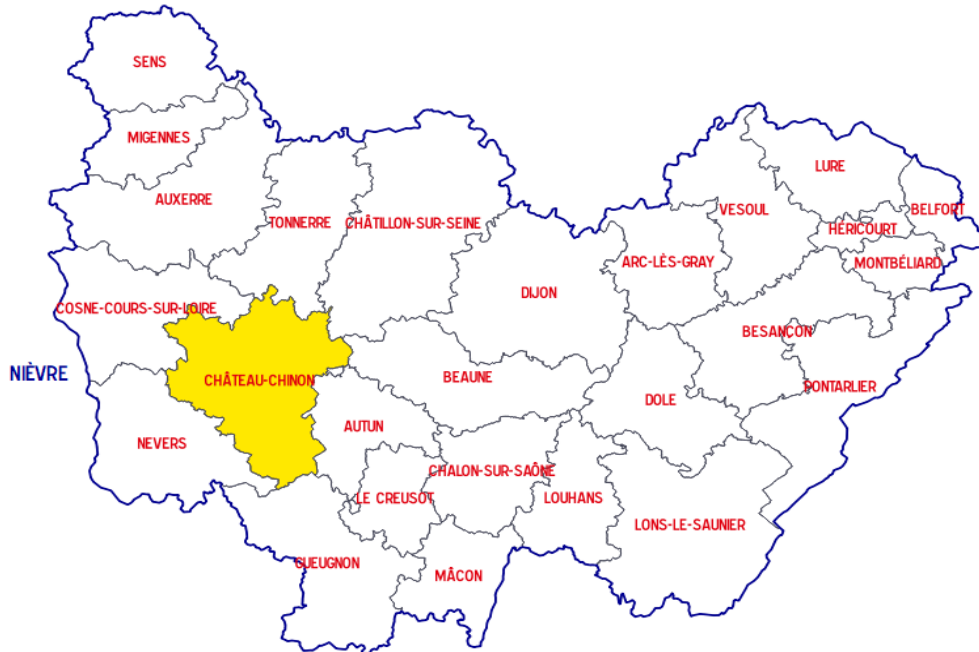 SENS
MIGENNES
LURE
AUXERRE
VESOUL
BELFORT
TONNERRE
CHÂTILLON-SUR-SEINE
HÉRICOURT
ARC-LÈS-GRAY
MONTBÉLIARD
DIJON
COSNE-COURS-SUR-LOIRE
BESANÇON
NIÈVRE
CHÂTEAU-CHINON
BEAUNE
PONTARLIER
DOLE
AUTUN
NEVERS
CHALON-SUR-SAÔNE
LE CREUSOT
LOUHANS
LONS-LE-SAUNIER
GUEUGNON
MÂCON